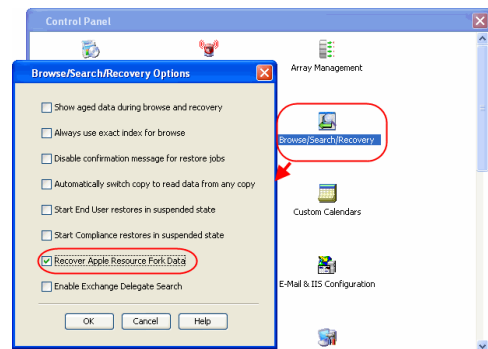 Control Panel
Array Management
Browse/Search/Recovery Options
Show aged data during browse and recovery
Always use exact index for browse
Disable confirmation message for restore jobs
Automatically switch copy to read data from any copy
Start End User restores in suspended state
Start Compliance restores in suspended state
Recover Apple Resource Fork Data
Enable Exchange Delegate Search
OK Cancel Help
Browse/Search/Recovery
Custom Calendars
E-Mail & IIS Configuration